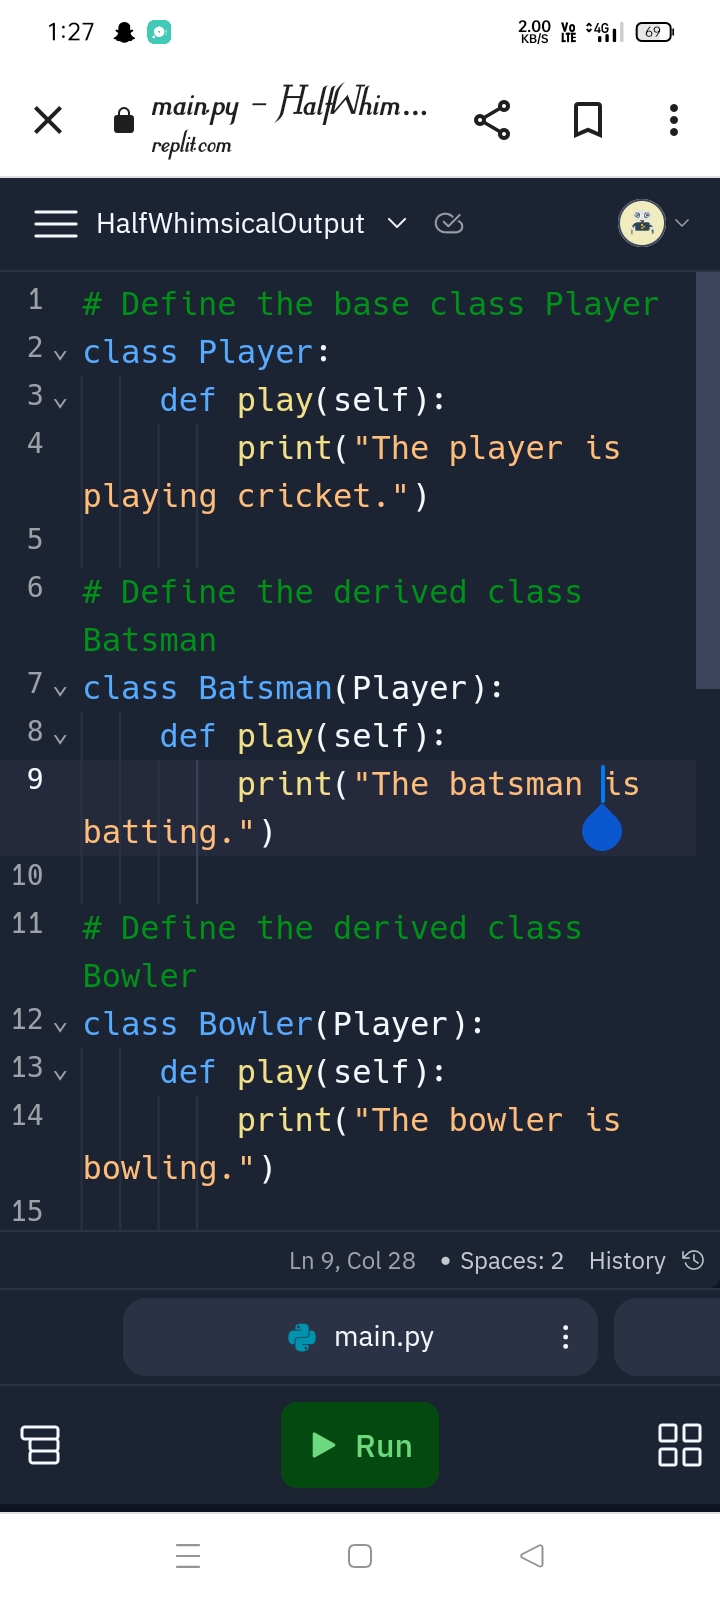 1:27 2.00 KB/S Vo LTE 4G 69
main.py – HalfWhim...
replit.com
HalfWhimsicalOutput
1 # Define the base class Player
2 class Player:
3 def play(self):
4 print("The player is
playing cricket.")
5
6 # Define the derived class
Batsman
7 class Batsman(Player):
8 def play(self):
9 print("The batsman is
batting.")
10
11 # Define the derived class
Bowler
12 class Bowler(Player):
13 def play(self):
14 print("The bowler is
bowling.")
15
Ln 9, Col 28 • Spaces: 2 History
main.py
Run